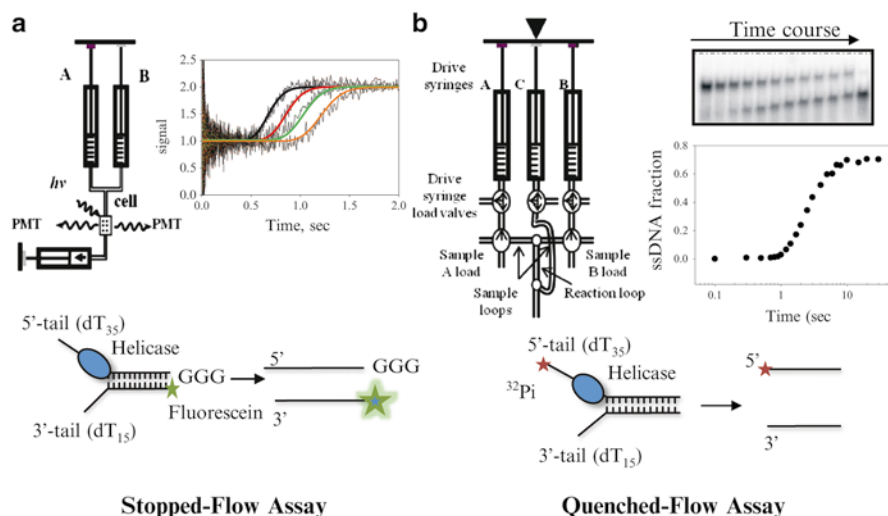 a
A
B
hν
cell
PMT
PMT
signal
2.5
2.0
1.5
1.0
0.5
0.0
0.0
0.5
1.0
1.5
2.0
Time, sec
5'-tail (dT35)
Helicase
GGG
Fluorescein
3'-tail (dT15)
5'
GGG
3'
Stopped-Flow Assay
b
Drive
syringes
A
C
B
Drive
syringe
load valves
Sample
A load
Sample
B load
Sample
loops
Reaction loop
Time course
ssDNA fraction
0.8
0.4
0.0
0.1
1
10
Time (sec
5'-tail (dT35)
32Pi
Helicase
3'-tail (dT15)
5'
3'
Quenched-Flow Assay